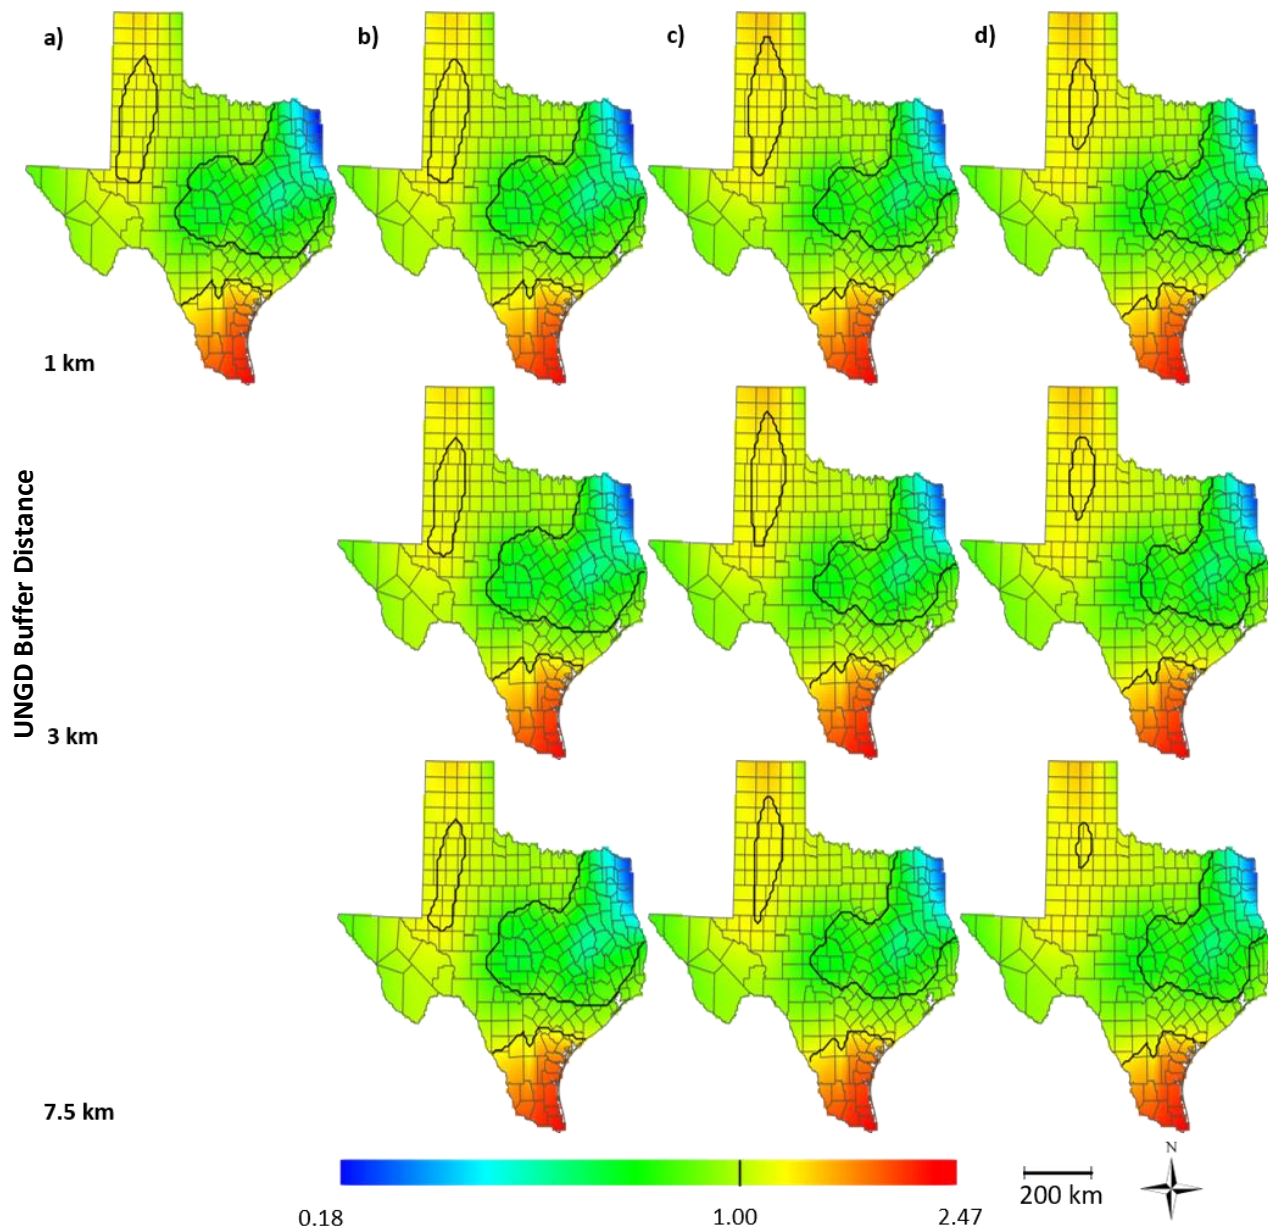 a)
b)
c)
d)
1 km
UNGD Buffer Distance
3 km
7.5 km
N
200 km
0.18
1.00
2.47